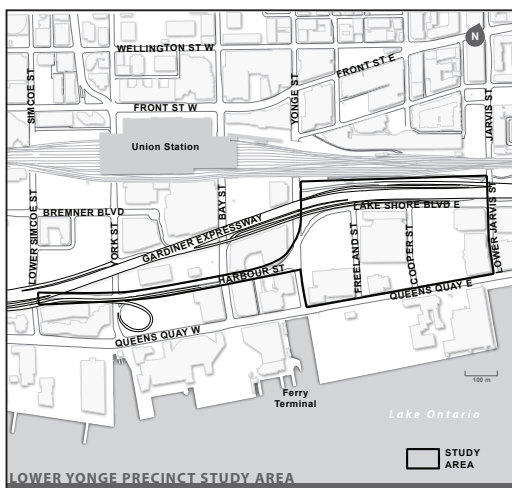 WELLINGTON ST W
N
FRONT ST E
SIMCOE ST
YONGE ST
FRONT ST W
JARVIS ST
Union Station
LOWER SIMCOE ST
BREMNER BLVD
YORK ST
BAY ST
GARDINER EXPRESSWAY
LAKE SHORE BLVD E
LOWER JARVIS ST
FREELAND ST
COOPER ST
HARBOUR ST
QUEENS QUAY E
QUEENS QUAY W
100 m
Ferry
Terminal
Lake Ontario
STUDY
AREA
LOWER YONGE PRECINCT STUDY AREA